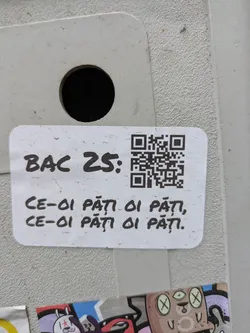 BAC 25:
CE-OI PĂȚI OI PĂȚI,
CE-OI PĂȚI OI PĂȚI.